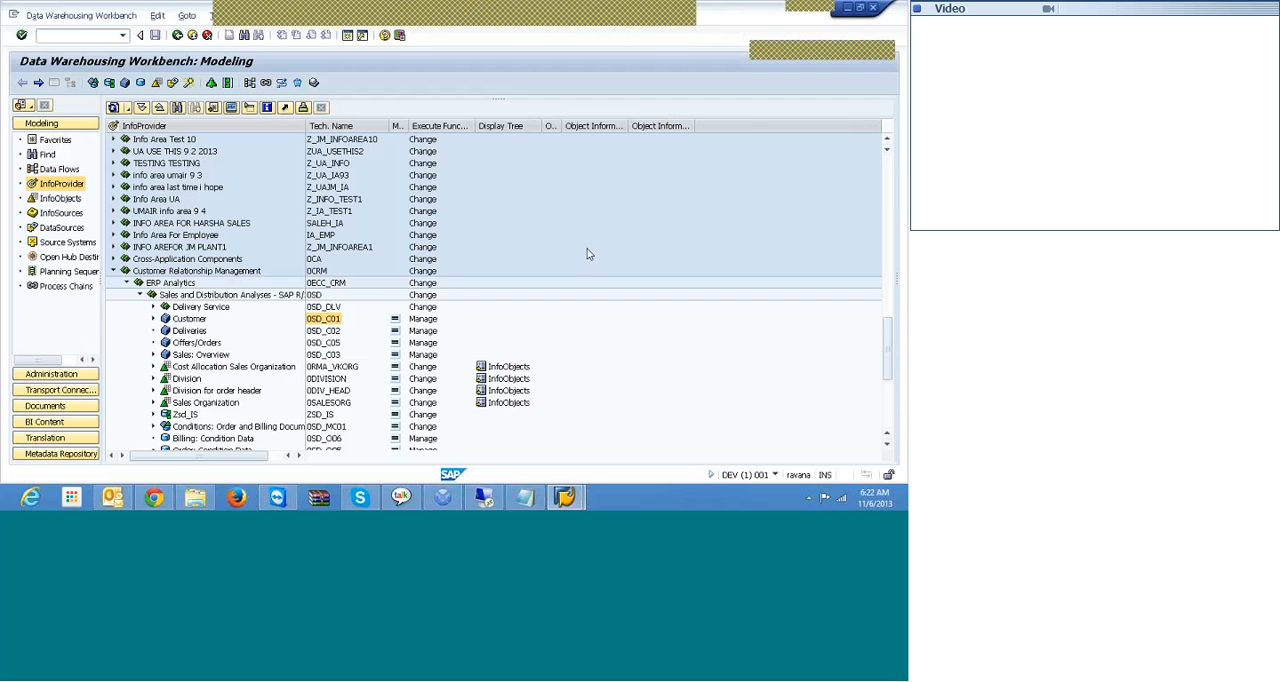 Data Warehousing Workbench Edit Goto
Video
Data Warehousing Workbench: Modeling
Modeling
Favorites
Find
Data Flows
InfoProvider
InfoObjects
InfoSources
DataSources
Source Systems
Open Hub Destir
Planning Sequer
Process Chains
Administration
Transport Connec...
Documents
BI Content
Translation
Metadata Repository
InfoProvider Tech. Name M.. Execute Func... Display Tree O.. Object Inform... Object Inform...
Info Area Test 10 Z_JM_INFOAREA10 Change
UA USE THIS 9 2 2013 ZUA_USETHIS2 Change
TESTING TESTING Z_UA_INFO Change
info area umair 9 3 Z_UA_IA93 Change
info area last time i hope Z_UAJM_IA Change
Info Area UA Z_INFO_TEST1 Change
UMAIR info area 9 4 Z_IA_TEST1 Change
INFO AREA FOR HARSHA SALES SALEH_IA Change
Info Area For Employee IA_EMP Change
INFO AREFOR JM PLANT1 Z_JM_INFOAREA1 Change
Cross-Application Components 0CA Change
Customer Relationship Management 0CRM Change
ERP Analytics 0ECC_CRM Change
Sales and Distribution Analyses - SAP R/ 0SD Change
Delivery Service 0SD_DLV Change
Customer 0SD_C01 = Manage
Deliveries 0SD_C02 = Manage
Offers/Orders 0SD_C05 = Manage
Sales: Overview 0SD_C03 = Manage
Cost Allocation Sales Organization 0RMA_VKORG = Change InfoObjects
Division 0DIVISION = Change InfoObjects
Division for order header 0DIV_HEAD = Change InfoObjects
Sales Organization 0SALESORG = Change InfoObjects
Zsd_IS ZSD_IS = Change
Conditions: Order and Billing Docum 0SD_MC01 = Change
Billing: Condition Data 0SD_O06 = Manage
SAP
DEV (1) 001 ravana INS
talk
6:22 AM
11/6/2013